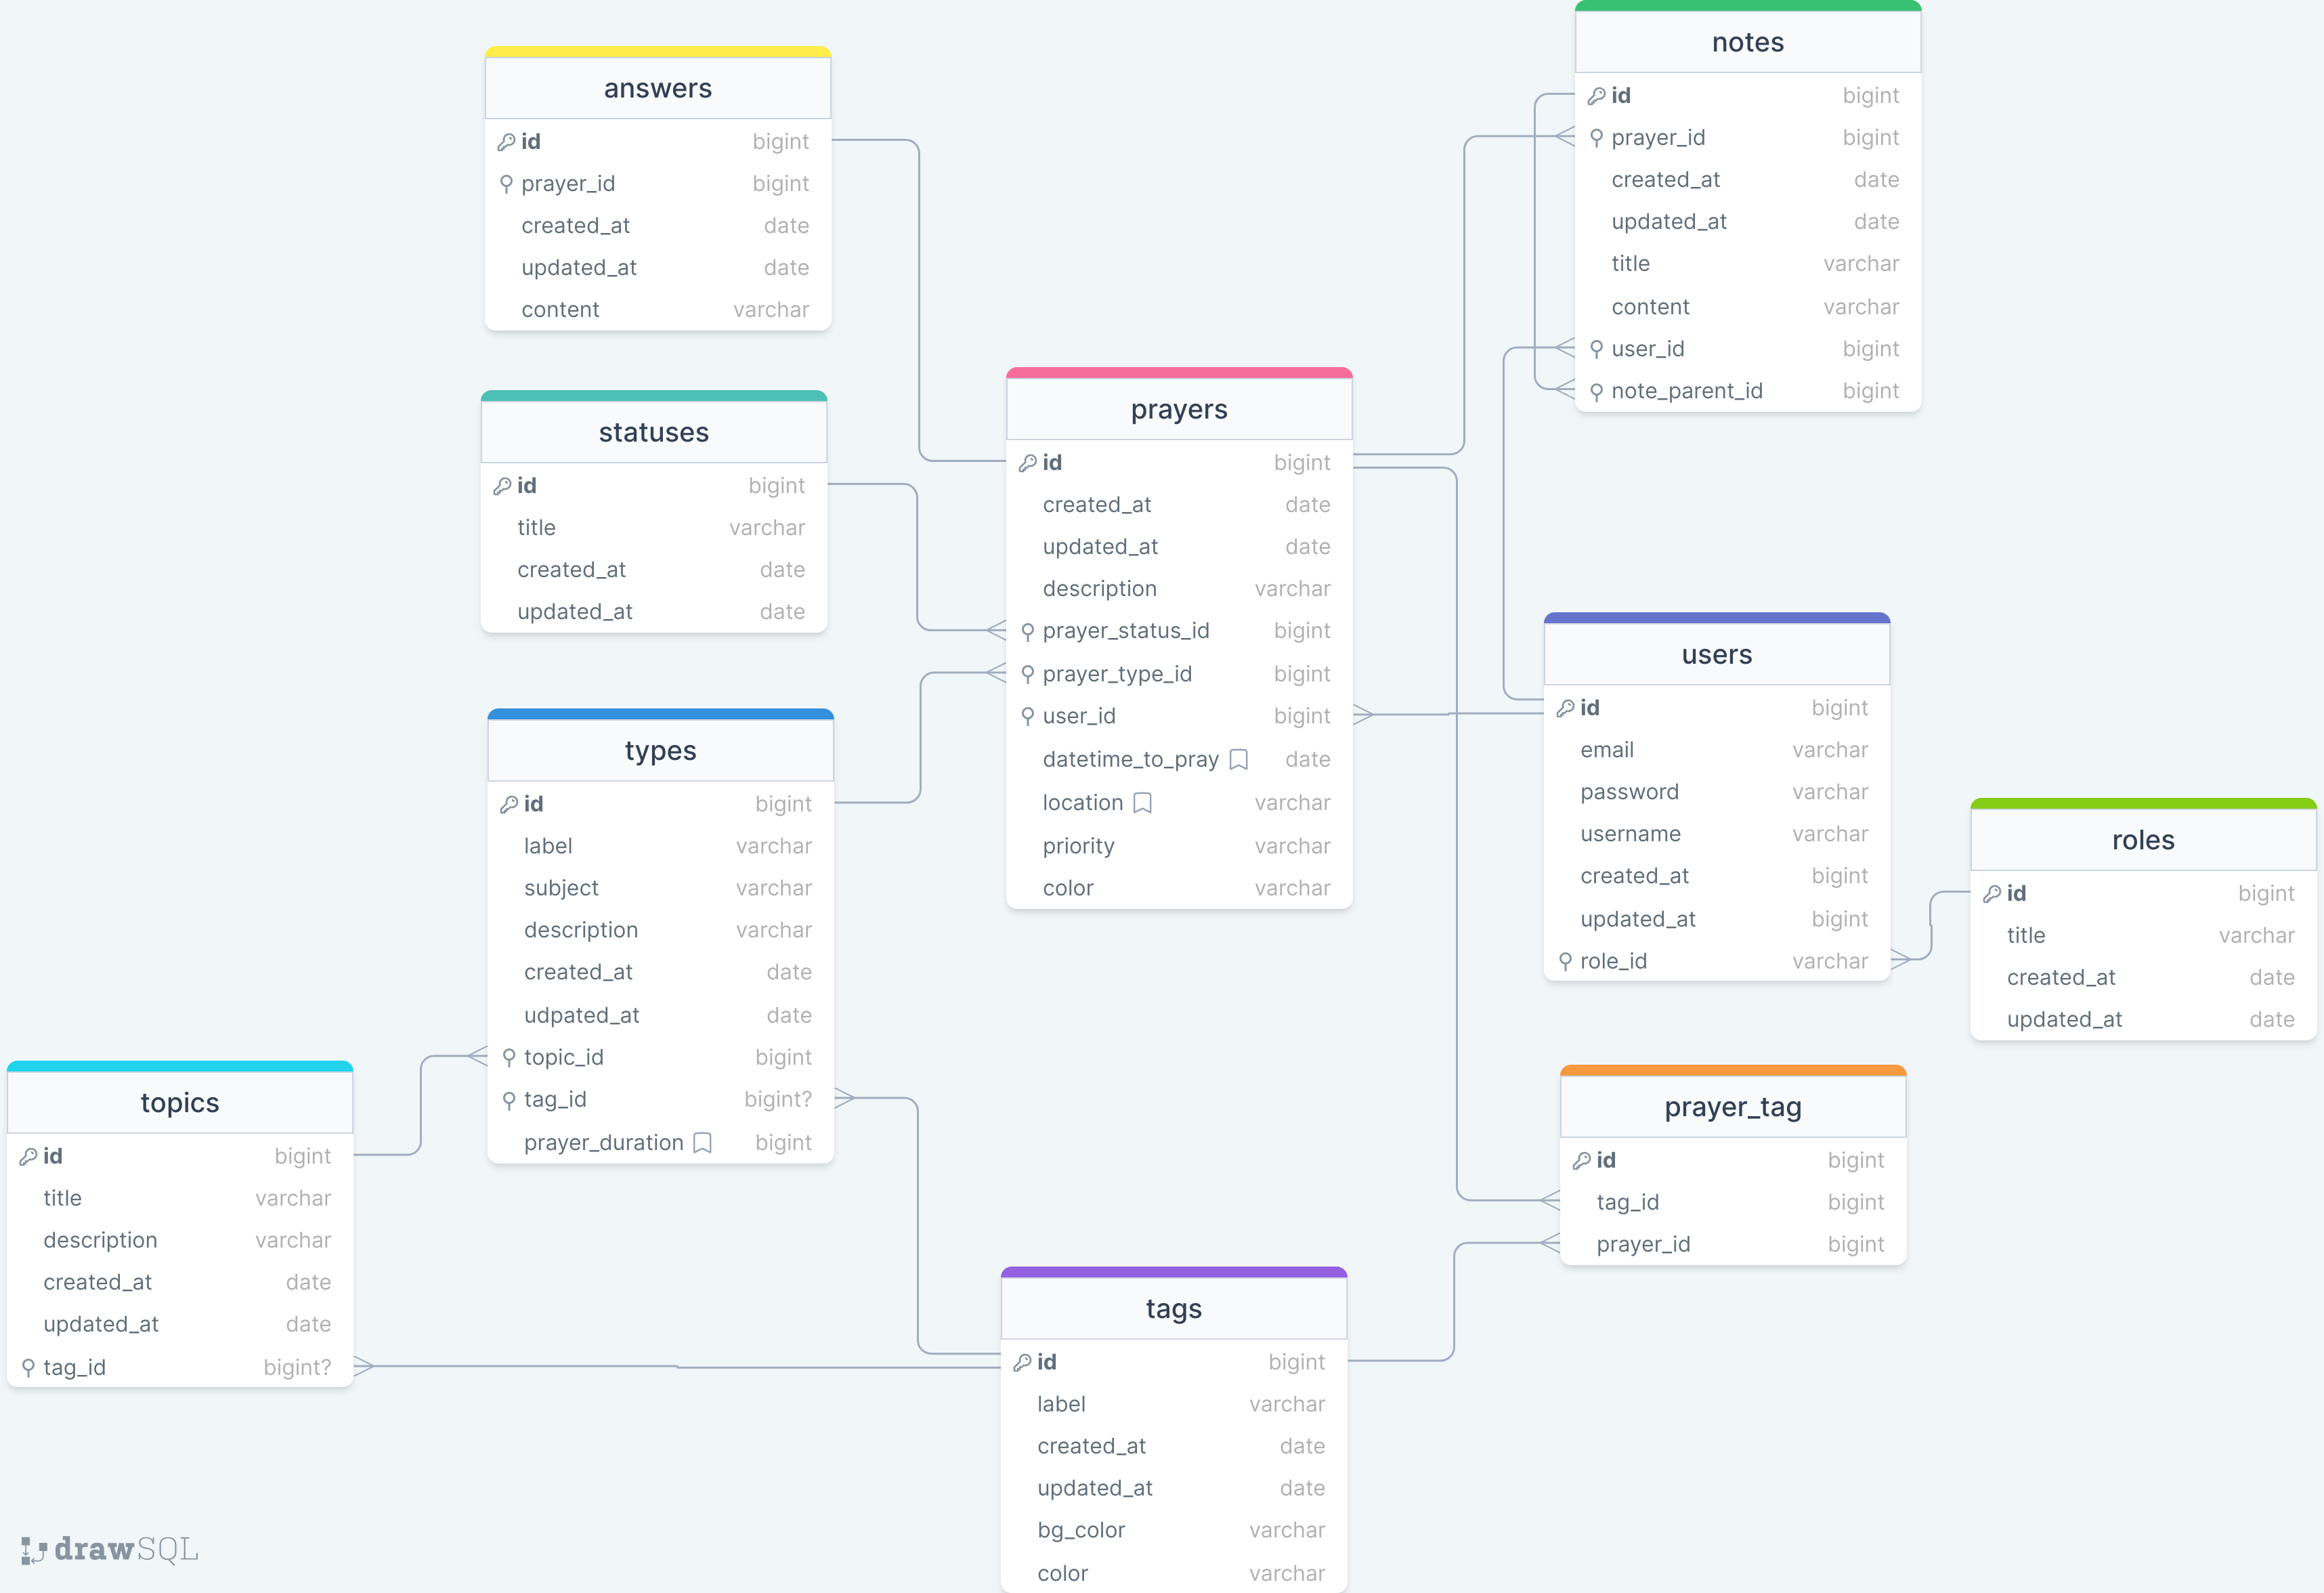 answers
id bigint
prayer_id bigint
created_at date
updated_at date
content varchar
statuses
id bigint
title varchar
created_at date
updated_at date
types
id bigint
label varchar
subject varchar
description varchar
created_at date
udpated_at date
topic_id bigint
tag_id bigint?
prayer_duration bigint
topics
id bigint
title varchar
description varchar
created_at date
updated_at date
tag_id bigint?
prayers
id bigint
created_at date
updated_at date
description varchar
prayer_status_id bigint
prayer_type_id bigint
user_id bigint
datetime_to_pray date
location varchar
priority varchar
color varchar
tags
id bigint
label varchar
created_at date
updated_at date
bg_color varchar
color varchar
notes
id bigint
prayer_id bigint
created_at date
updated_at date
title varchar
content varchar
user_id bigint
note_parent_id bigint
users
id bigint
email varchar
password varchar
username varchar
created_at bigint
updated_at bigint
role_id varchar
roles
id bigint
title varchar
created_at date
updated_at date
prayer_tag
id bigint
tag_id bigint
prayer_id bigint
drawSQL